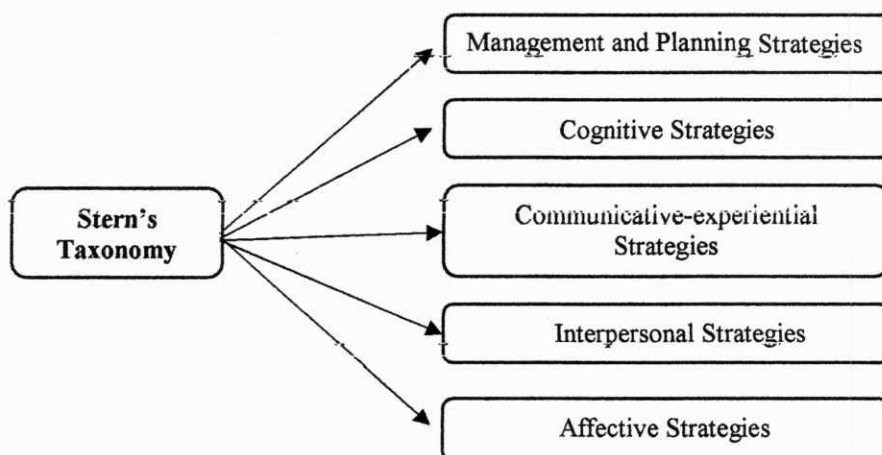 Management and Planning Strategies
Cognitive Strategies
Stern's
Taxonomy
Communicative-experiential
Strategies
Interpersonal Strategies
Affective Strategies